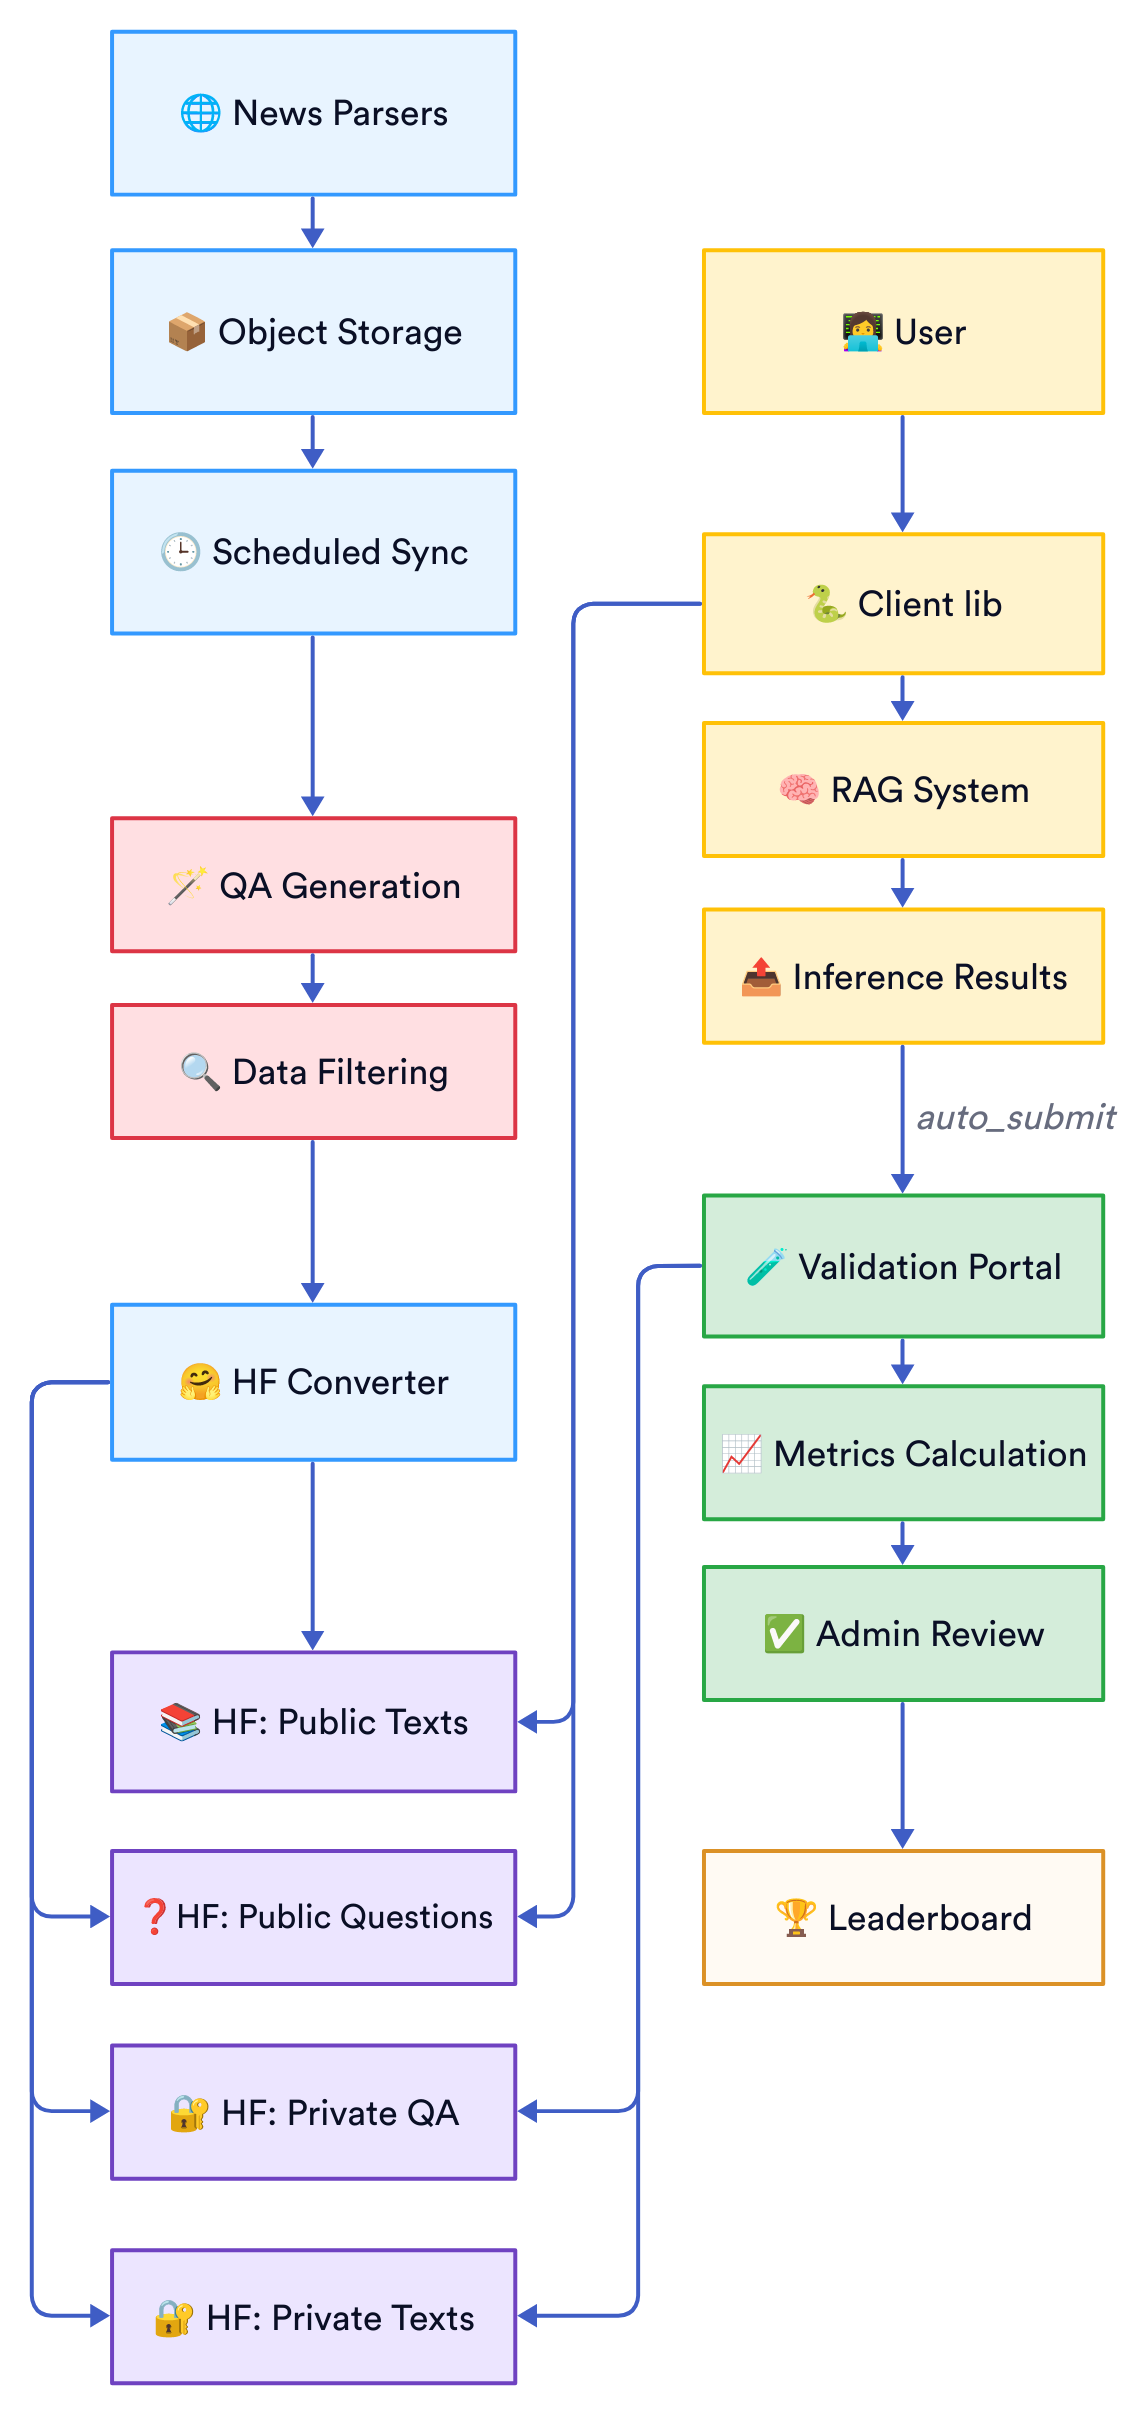 News Parsers
Object Storage
Scheduled Sync
QA Generation
Data Filtering
HF Converter
HF: Public Texts
HF: Public Questions
HF: Private QA
HF: Private Texts
User
Client lib
RAG System
Inference Results
auto_submit
Validation Portal
Metrics Calculation
Admin Review
Leaderboard